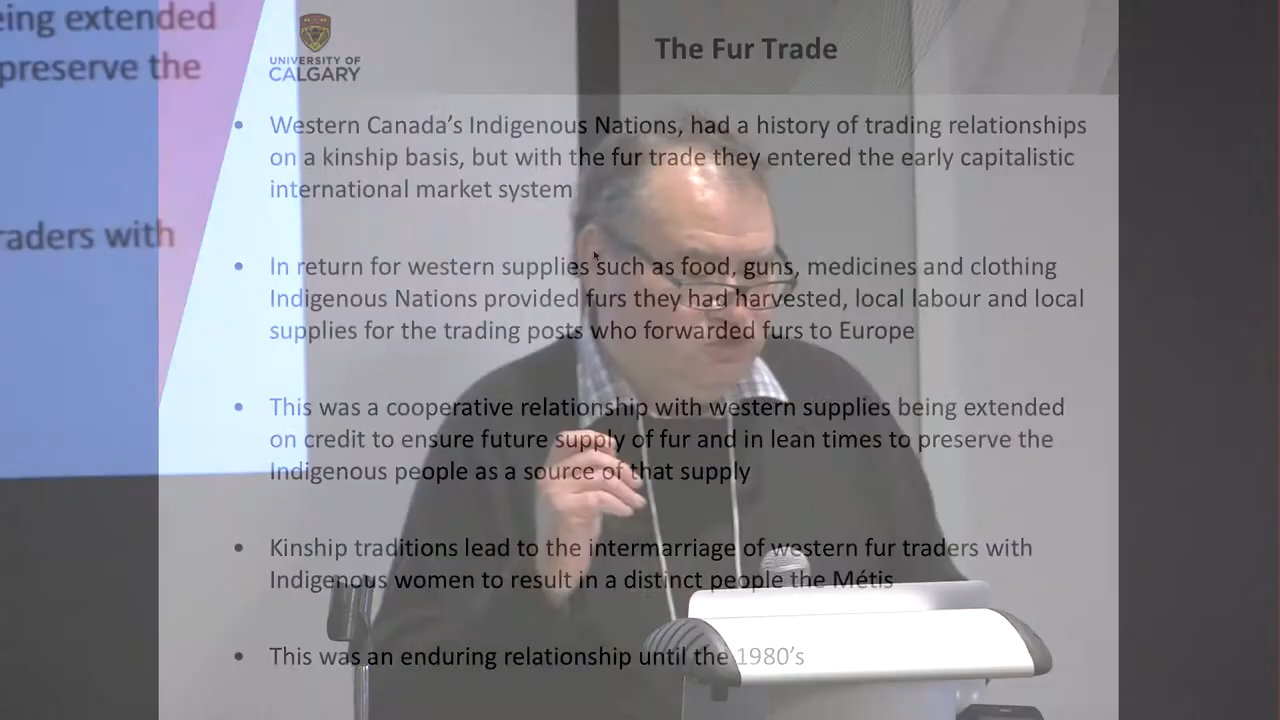 eing extended
preserve the
raders with
UNIVERSITY OF
CALGARY
The Fur Trade
• Western Canada's Indigenous Nations, had a history of trading relationships
on a kinship basis, but with the fur trade they entered the early capitalistic
international market system
• In return for western supplies such as food, guns, medicines and clothing
Indigenous Nations provided furs they had harvested, local labour and local
supplies for the trading posts who forwarded furs to Europe
• This was a cooperative relationship with western supplies being extended
on credit to ensure future supply of fur and in lean times to preserve the
Indigenous people as a source of that supply
• Kinship traditions lead to the intermarriage of western fur traders with
Indigenous women to result in a distinct people the Métis
• This was an enduring relationship until the 1980's